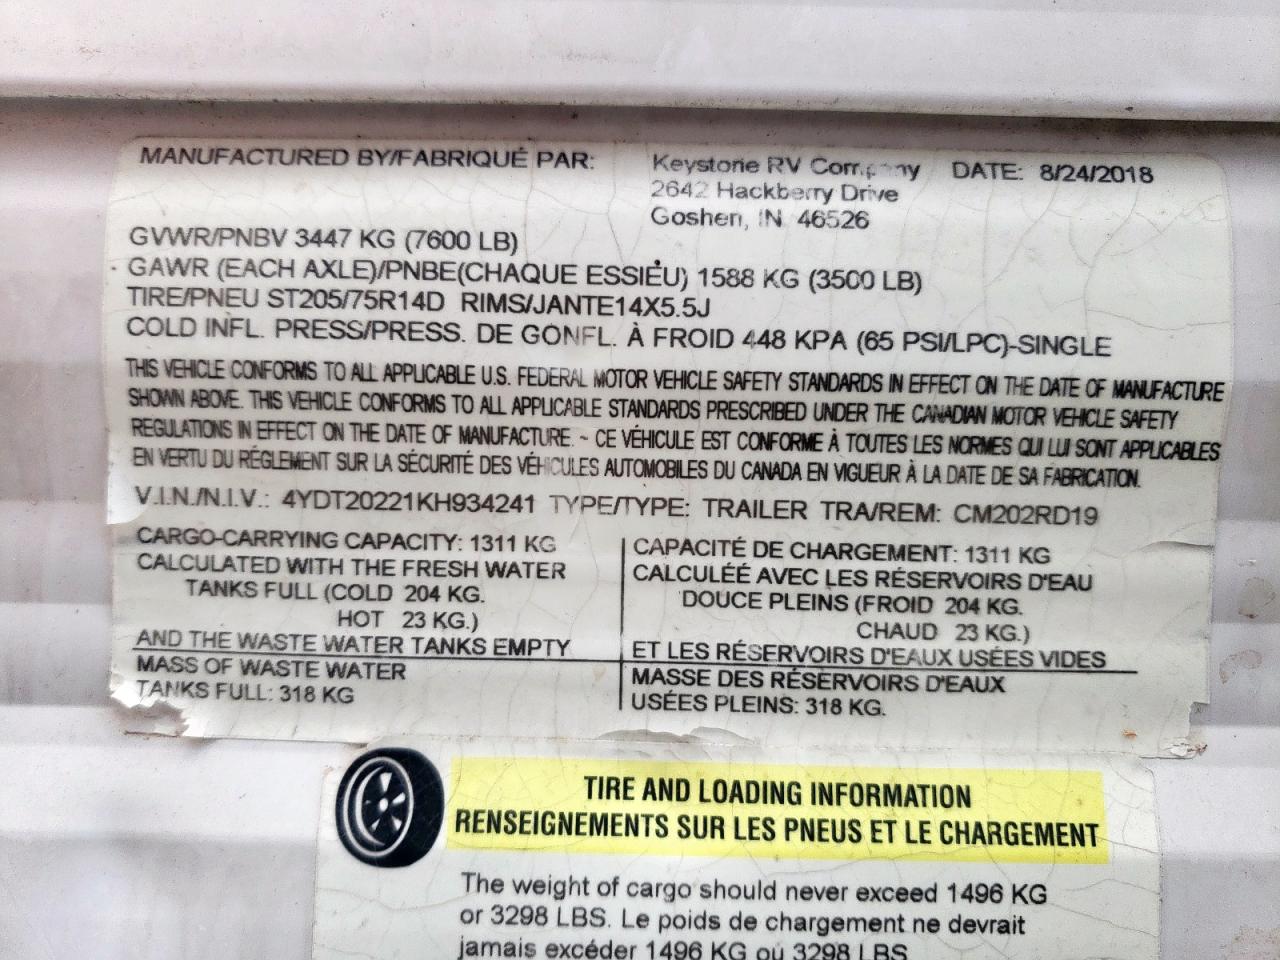 MANUFACTURED BY/FABRIQUÉ PAR: Keystone RV Company DATE: 8/24/2018
2642 Hackberry Drive
Goshen, IN 46526
GVWR/PNBV 3447 KG (7600 LB)
GAWR (EACH AXLE)/PNBE(CHAQUE ESSIEU) 1588 KG (3500 LB)
TIRE/PNEU ST205/75R14D RIMS/JANTE14X5.5J
COLD INFL. PRESS/PRESS. DE GONFL. À FROID 448 KPA (65 PSI/LPC)-SINGLE
THIS VEHICLE CONFORMS TO ALL APPLICABLE U.S. FEDERAL MOTOR VEHICLE SAFETY STANDARDS IN EFFECT ON THE DATE OF MANUFACTURE
SHOWN ABOVE. THIS VEHICLE CONFORMS TO ALL APPLICABLE STANDARDS PRESCRIBED UNDER THE CANADIAN MOTOR VEHICLE SAFETY
REGULATIONS IN EFFECT ON THE DATE OF MANUFACTURE. ~ CE VÉHICULE EST CONFORME À TOUTES LES NORMES QUI LUI SONT APPLICABLES
EN VERTU DU RÉGLEMENT SUR LA SÉCURITÉ DES VÉHICULES AUTOMOBILES DU CANADA EN VIGUEUR À LA DATE DE SA FABRICATION.
V.I.N./N.I.V.: 4YDT20221KH934241 TYPE/TYPE: TRAILER TRA/REM: CM202RD19
CARGO-CARRYING CAPACITY: 1311 KG
CALCULATED WITH THE FRESH WATER
TANKS FULL (COLD 204 KG.
HOT 23 KG.)
AND THE WASTE WATER TANKS EMPTY
MASS OF WASTE WATER
TANKS FULL: 318 KG
CAPACITÉ DE CHARGEMENT: 1311 KG
CALCULÉÉ AVEC LES RÉSERVOIRS D'EAU
DOUCE PLEINS (FROID 204 KG.
CHAUD 23 KG.)
ET LES RÉSERVOIRS D'EAUX USÉES VIDES
MASSE DES RÉSERVOIRS D'EAUX
USÉES PLEINS: 318 KG.
TIRE AND LOADING INFORMATION
RENSEIGNEMENTS SUR LES PNEUS ET LE CHARGEMENT
The weight of cargo should never exceed 1496 KG
or 3298 LBS. Le poids de chargement ne devrait
jamais excéder 1496 KG ou 3298 LBS